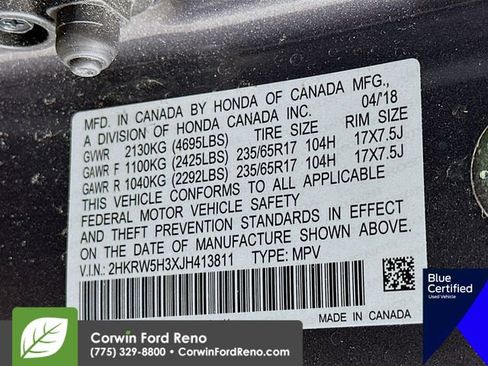 MFD. IN CANADA BY HONDA OF CANADA MFG.,
A DIVISION OF HONDA CANADA INC. 04/'18
TIRE SIZE RIM SIZE
GVWR 2130KG (4695LBS)
GAWR F 1100KG (2425LBS) 235/65R17 104H 17X7.5J
GAWR R 1040KG (2292LBS) 235/65R17 104H 17X7.5J
THIS VEHICLE CONFORMS TO ALL APPLICABLE
FEDERAL MOTOR VEHICLE SAFETY
AND THEFT PREVENTION STANDARDS IN EFFECT
ON THE DATE OF MANUFACTURE SHOWN ABOVE.
V.I.N.: 2HKRW5H3XJH413811 TYPE: MPV
MADE IN CANADA
Blue
Certified
Used Vehicle
Corwin Ford Reno
(775) 329-8800 • CorwinFordReno.com